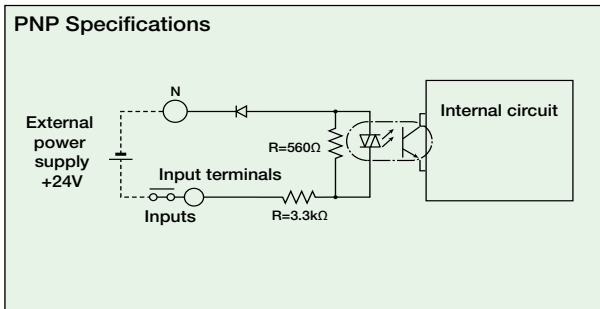 PNP Specifications
N
External
power
supply
+24V
Internal circuit
R=560Ω
Input terminals
Inputs
R=3.3kΩ